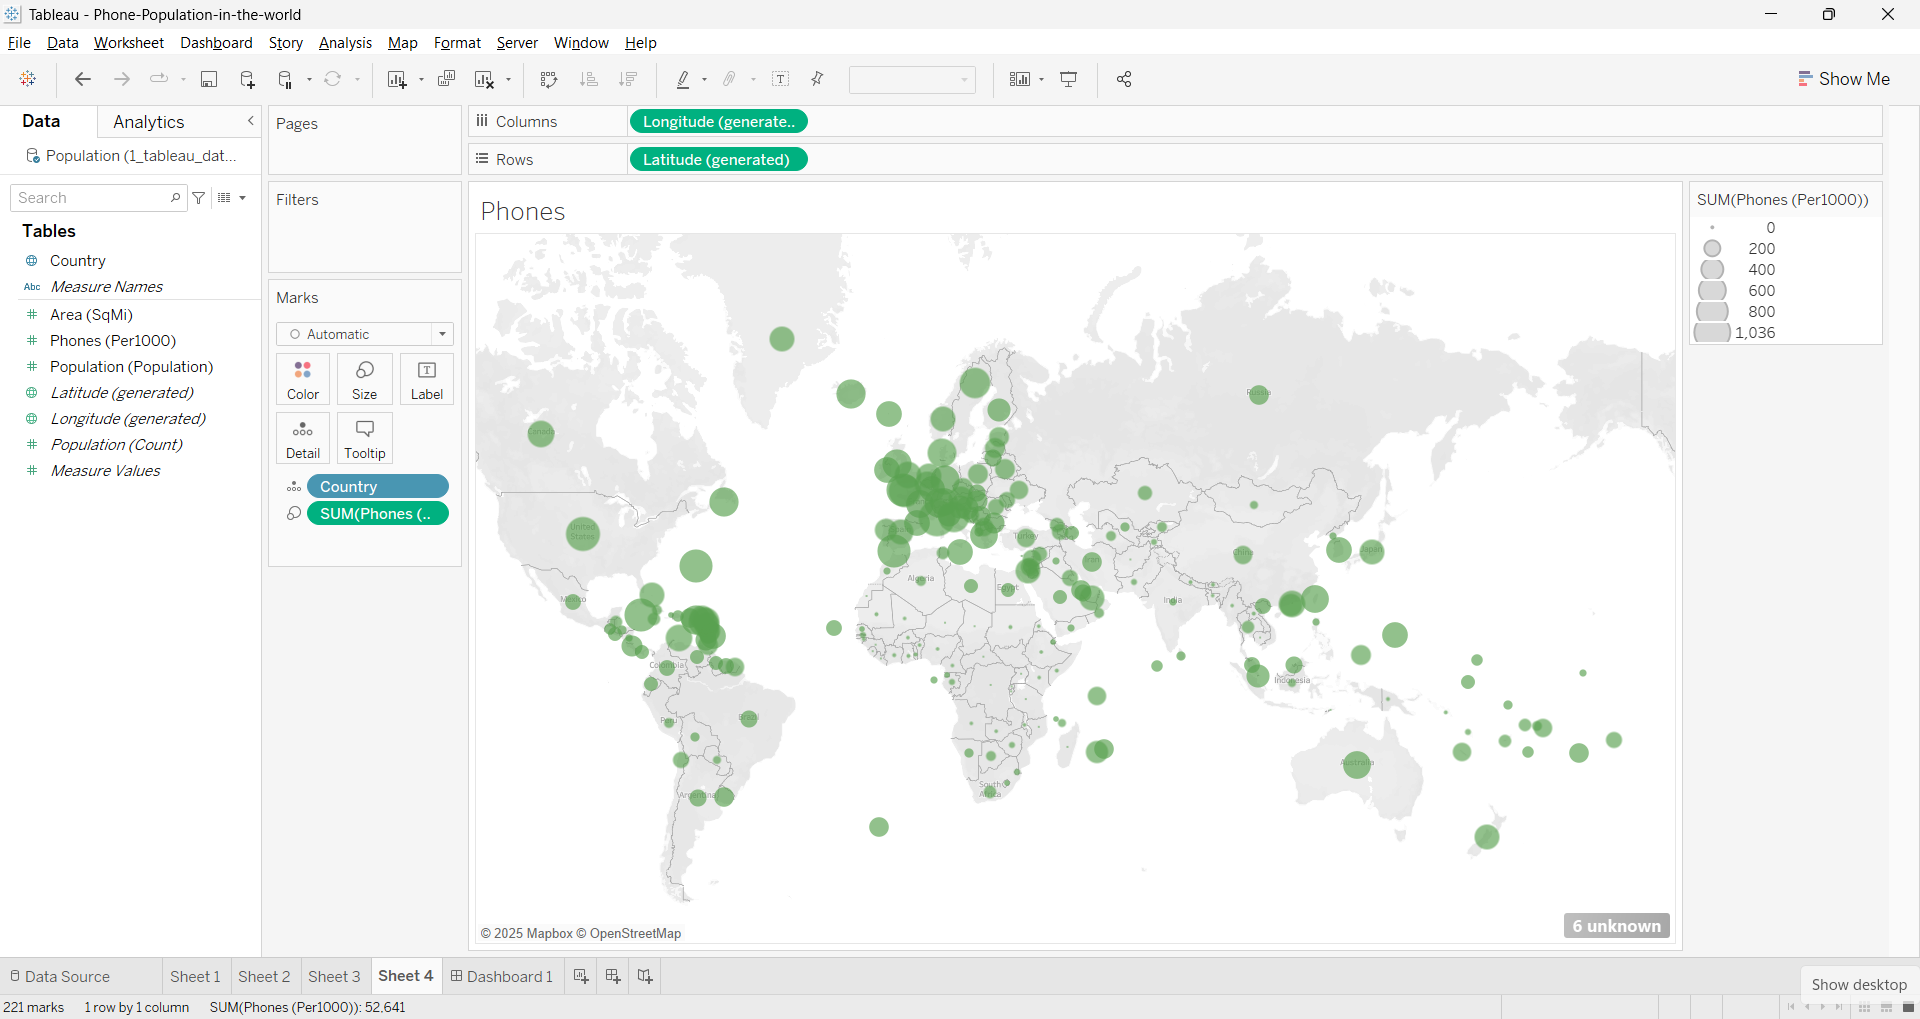 Tableau - Phone-Population-in-the-world
File Data Worksheet Dashboard Story Analysis Map Format Server Window Help
Show Me
Data
Analytics
Population (1_tableau_dat...
Search
Tables
Country
Abc Measure Names
Area (SqMi)
Phones (Per1000)
Population (Population)
Latitude (generated)
Longitude (generated)
Population (Count)
Measure Values
Pages
Filters
Marks
Automatic
Color Size Label
Detail Tooltip
Country
SUM(Phones (..
Columns
Longitude (generate..
Rows
Latitude (generated)
Phones
Russia
Canada
United States
China
Japan
Turkey
Iran
Algeria
Egypt
Mexico
India
Colombia
Indonesia
Peru
Brazil
Australia
South Africa
Argentina
© 2025 Mapbox © OpenStreetMap
6 unknown
SUM(Phones (Per1000))
0
200
400
600
800
1,036
Data Source Sheet 1 Sheet 2 Sheet 3 Sheet 4 Dashboard 1
Show desktop
221 marks 1 row by 1 column SUM(Phones (Per1000)): 52,641